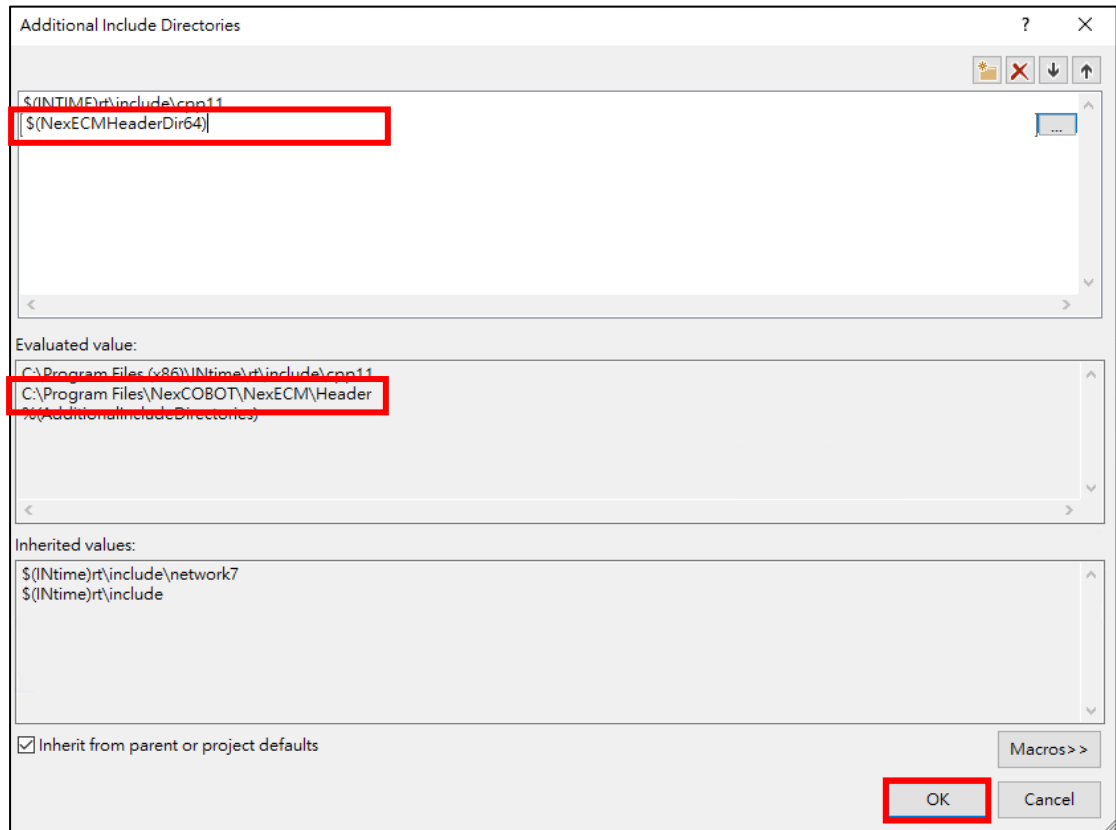 Additional Include Directories
?
$(INTIME)rt\include\cpp11
$(NexECMHeaderDir64)
...
Evaluated value:
C:\Program Files (x86)\INtime\rt\include\cpp11
C:\Program Files\NexCOBOT\NexECM\Header
%(AdditionalIncludeDirectories)
Inherited values:
$(INtime)rt\include\network7
$(INtime)rt\include
Inherit from parent or project defaults
Macros>>
OK
Cancel